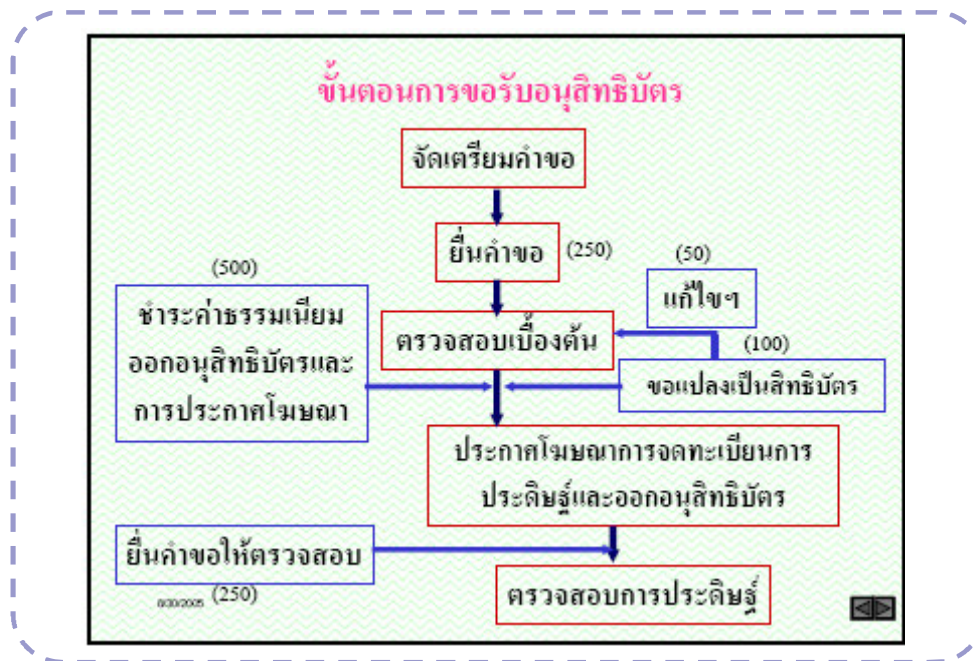 ขั้นตอนการขอรับอนุสิทธิบัตร
จัดเตรียมคำขอ
ยื่นคำขอ (250)
(50)
แก้ไขฯ
(500)
ชำระค่าธรรมเนียม
ออกอนุสิทธิบัตรและ
การประกาศโฆษณา
ตรวจสอบเบื้องต้น
(100)
ขอแปลงเป็นสิทธิบัตร
ประกาศโฆษณาการจดทะเบียนการ
ประดิษฐ์และออกอนุสิทธิบัตร
ยื่นคำขอให้ตรวจสอบ
(250)
ตรวจสอบการประดิษฐ์